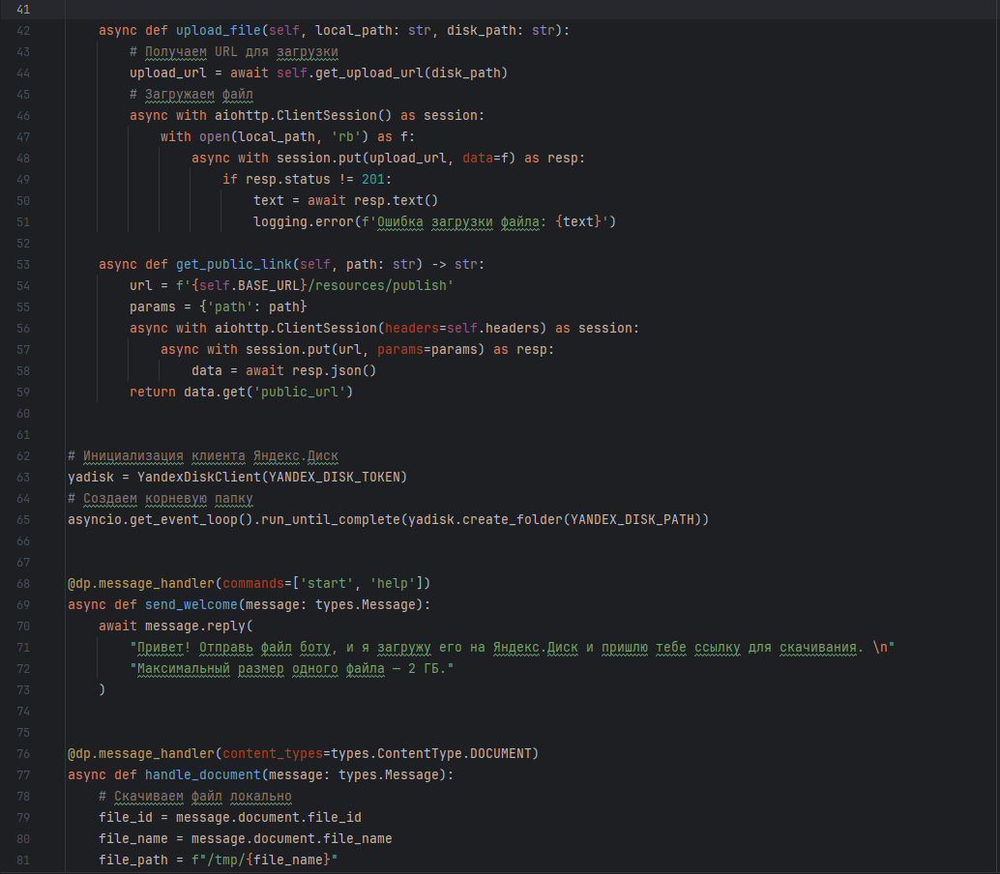 41
42     async def upload_file(self, local_path: str, disk_path: str):
43         # Получаем URL для загрузки
44         upload_url = await self.get_upload_url(disk_path)
45         # Загружаем файл
46         async with aiohttp.ClientSession() as session:
47             with open(local_path, 'rb') as f:
48                 async with session.put(upload_url, data=f) as resp:
49                     if resp.status != 201:
50                         text = await resp.text()
51                         logging.error(f'Ошибка загрузки файла: {text}')
52
53     async def get_public_link(self, path: str) -> str:
54         url = f'{self.BASE_URL}/resources/publish'
55         params = {'path': path}
56         async with aiohttp.ClientSession(headers=self.headers) as session:
57             async with session.put(url, params=params) as resp:
58                 data = await resp.json()
59         return data.get('public_url')
60
61
62 # Инициализация клиента Яндекс.Диск
63 yadisk = YandexDiskClient(YANDEX_DISK_TOKEN)
64 # Создаем корневую папку
65 asyncio.get_event_loop().run_until_complete(yadisk.create_folder(YANDEX_DISK_PATH))
66
67
68 @dp.message_handler(commands=['start', 'help'])
69 async def send_welcome(message: types.Message):
70     await message.reply(
71         "Привет! Отправь файл боту, и я загружу его на Яндекс.Диск и пришлю тебе ссылку для скачивания. \n"
72         "Максимальный размер одного файла — 2 ГБ."
73     )
74
75
76 @dp.message_handler(content_types=types.ContentType.DOCUMENT)
77 async def handle_document(message: types.Message):
78     # Скачиваем файл локально
79     file_id = message.document.file_id
80     file_name = message.document.file_name
81     file_path = f"/tmp/{file_name}"